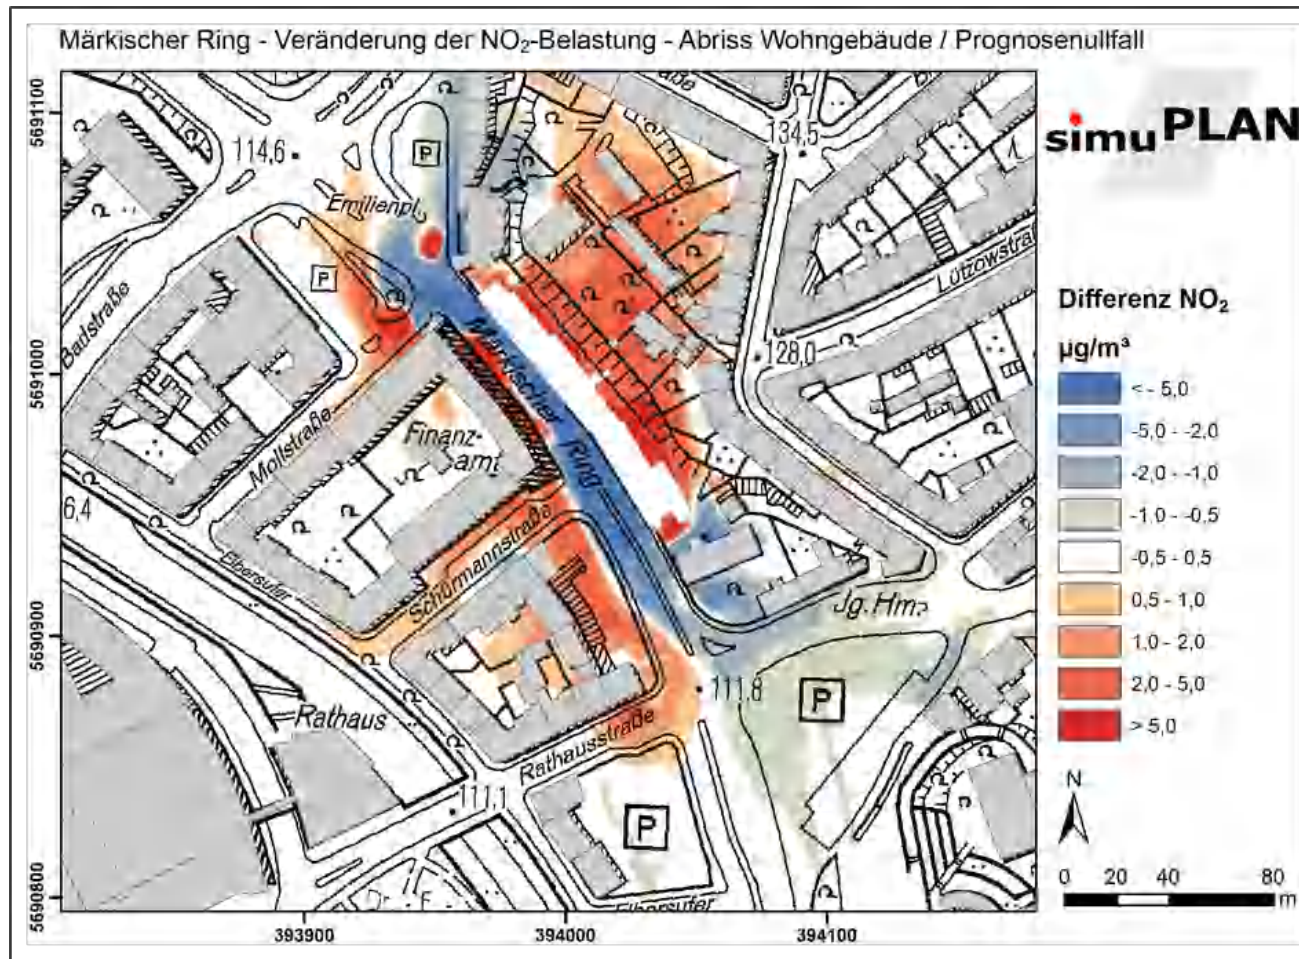 Märkischer Ring - Veränderung der NO₂-Belastung - Abriss Wohngebäude / Prognosenullfall
simuPLAN
5691100
5691000
5690900
5690800
114,6
134,5
P
Emilienpl.
P
Badstraße
Lützowstraß
128,0
Märkischer Ring
Finanz-
amt
Moltstraße
6,4
Elbersufer
Schürmannstraße
Jg. Hm.
111,8
P
Rathaus
Rathausstraße
111,1
P
Elbersufer
393900
394000
394100
Differenz NO₂
µg/m³
< - 5,0
-5,0 - -2,0
-2,0 - -1,0
-1,0 - -0,5
-0,5 - 0,5
0,5 - 1,0
1,0 - 2,0
2,0 - 5,0
> 5,0
N
0 20 40 80
m